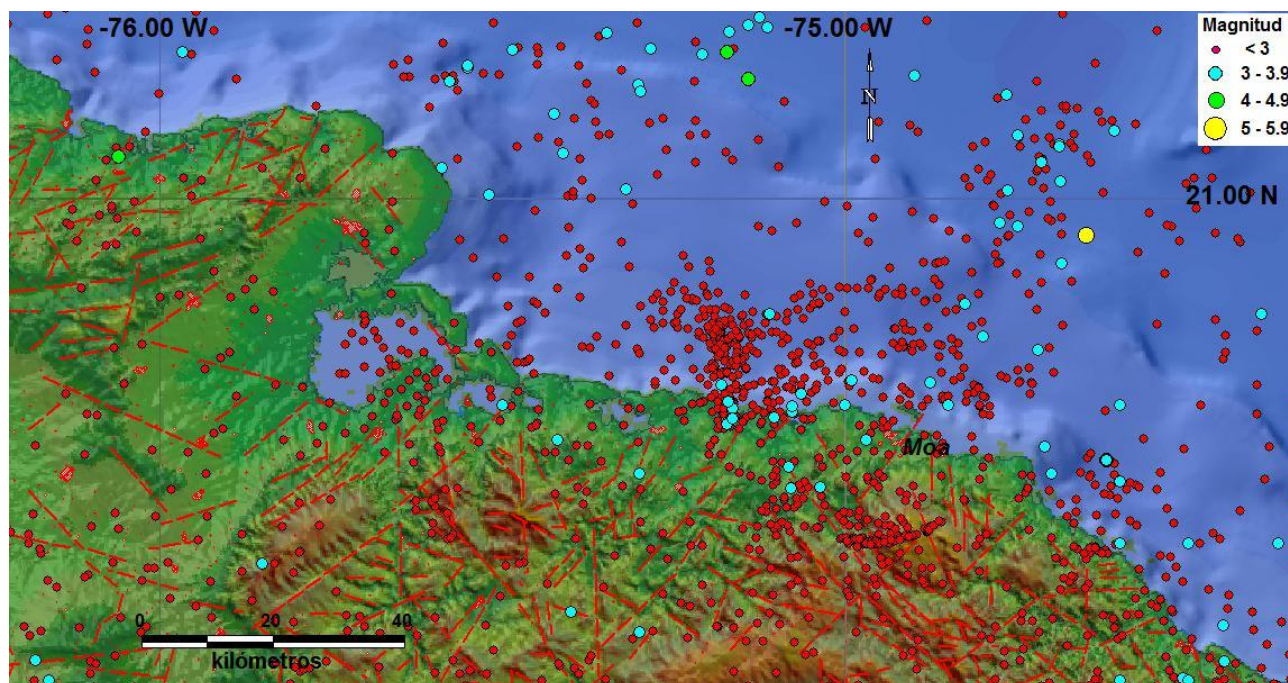 -76.00 W
-75.00 W
Magnitud
< 3
3 - 3.9
4 - 4.9
5 - 5.9
N
21.00 N
Moa
0 20 40
kilómetros